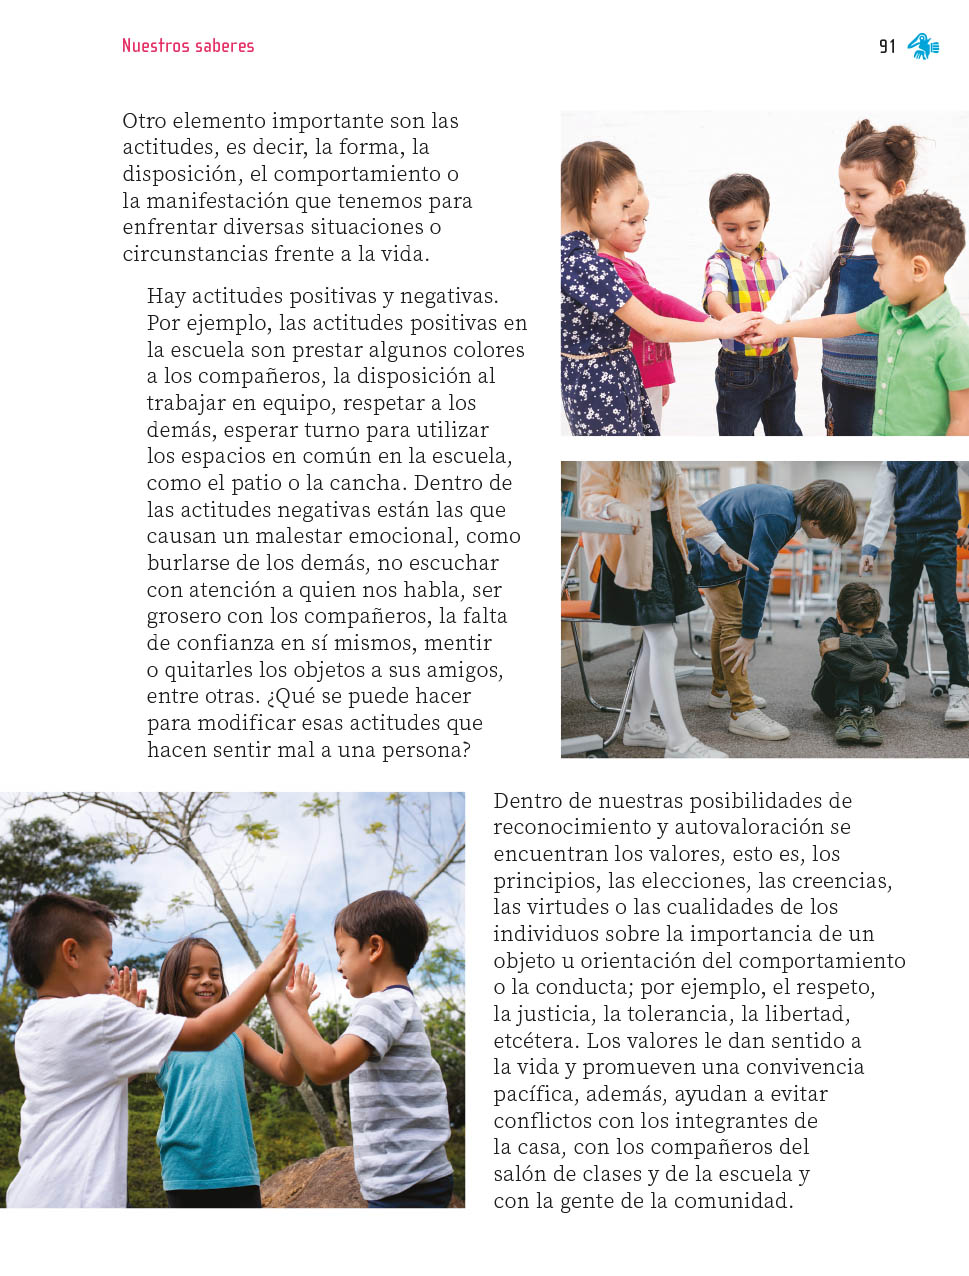 Nuestros saberes
91
Otro elemento importante son las
actitudes, es decir, la forma, la
disposición, el comportamiento o
la manifestación que tenemos para
enfrentar diversas situaciones o
circunstancias frente a la vida.
Hay actitudes positivas y negativas.
Por ejemplo, las actitudes positivas en
la escuela son prestar algunos colores
a los compañeros, la disposición al
trabajar en equipo, respetar a los
demás, esperar turno para utilizar
los espacios en común en la escuela,
como el patio o la cancha. Dentro de
las actitudes negativas están las que
causan un malestar emocional, como
burlarse de los demás, no escuchar
con atención a quien nos habla, ser
grosero con los compañeros, la falta
de confianza en sí mismos, mentir
o quitarles los objetos a sus amigos,
entre otras. ¿Qué se puede hacer
para modificar esas actitudes que
hacen sentir mal a una persona?
Dentro de nuestras posibilidades de
reconocimiento y autovaloración se
encuentran los valores, esto es, los
principios, las elecciones, las creencias,
las virtudes o las cualidades de los
individuos sobre la importancia de un
objeto u orientación del comportamiento
o la conducta; por ejemplo, el respeto,
la justicia, la tolerancia, la libertad,
etcétera. Los valores le dan sentido a
la vida y promueven una convivencia
pacífica, además, ayudan a evitar
conflictos con los integrantes de
la casa, con los compañeros del
salón de clases y de la escuela y
con la gente de la comunidad.